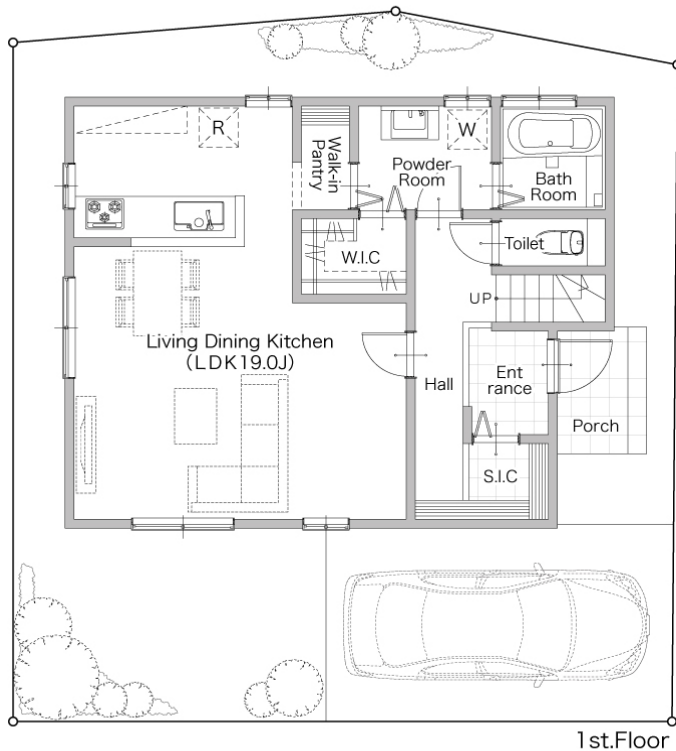 R
W
Walk-in
Pantry
Powder
Room
Bath
Room
W.I.C
Toilet
UP
Living Dining Kitchen
(LDK19.0J)
Hall
Ent
rance
Porch
S.I.C
1st.Floor